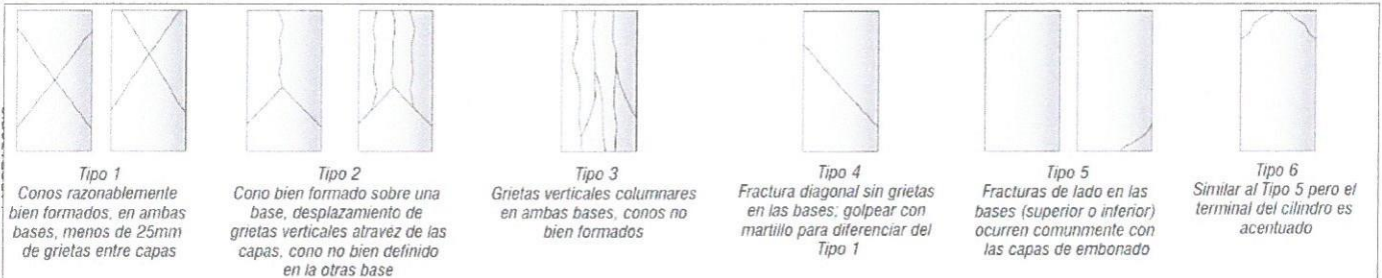 Tipo 1
Conos razonablemente
bien formados, en ambas
bases, menos de 25mm
de grietas entre capas
Tipo 2
Cono bien formado sobre una
base, desplazamiento de
grietas verticales atravéz de las
capas, cono no bien definido
en la otras base
Tipo 3
Grietas verticales columnares
en ambas bases, conos no
bien formados
Tipo 4
Fractura diagonal sin grietas
en las bases; golpear con
martillo para diferenciar del
Tipo 1
Tipo 5
Fracturas de lado en las
bases (superior o inferior)
ocurren comunmente con
las capas de embonado
Tipo 6
Similar al Tipo 5 pero el
terminal del cilindro es
acentuado